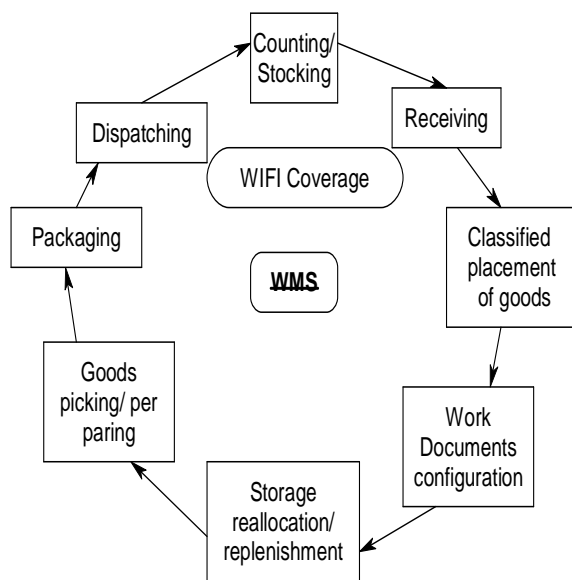 Counting/
Stocking
Receiving
Dispatching
WIFI Coverage
Packaging
Classified
placement
of goods
WMS
Goods
picking/ per
paring
Work
Documents
configuration
Storage
reallocation/
replenishment